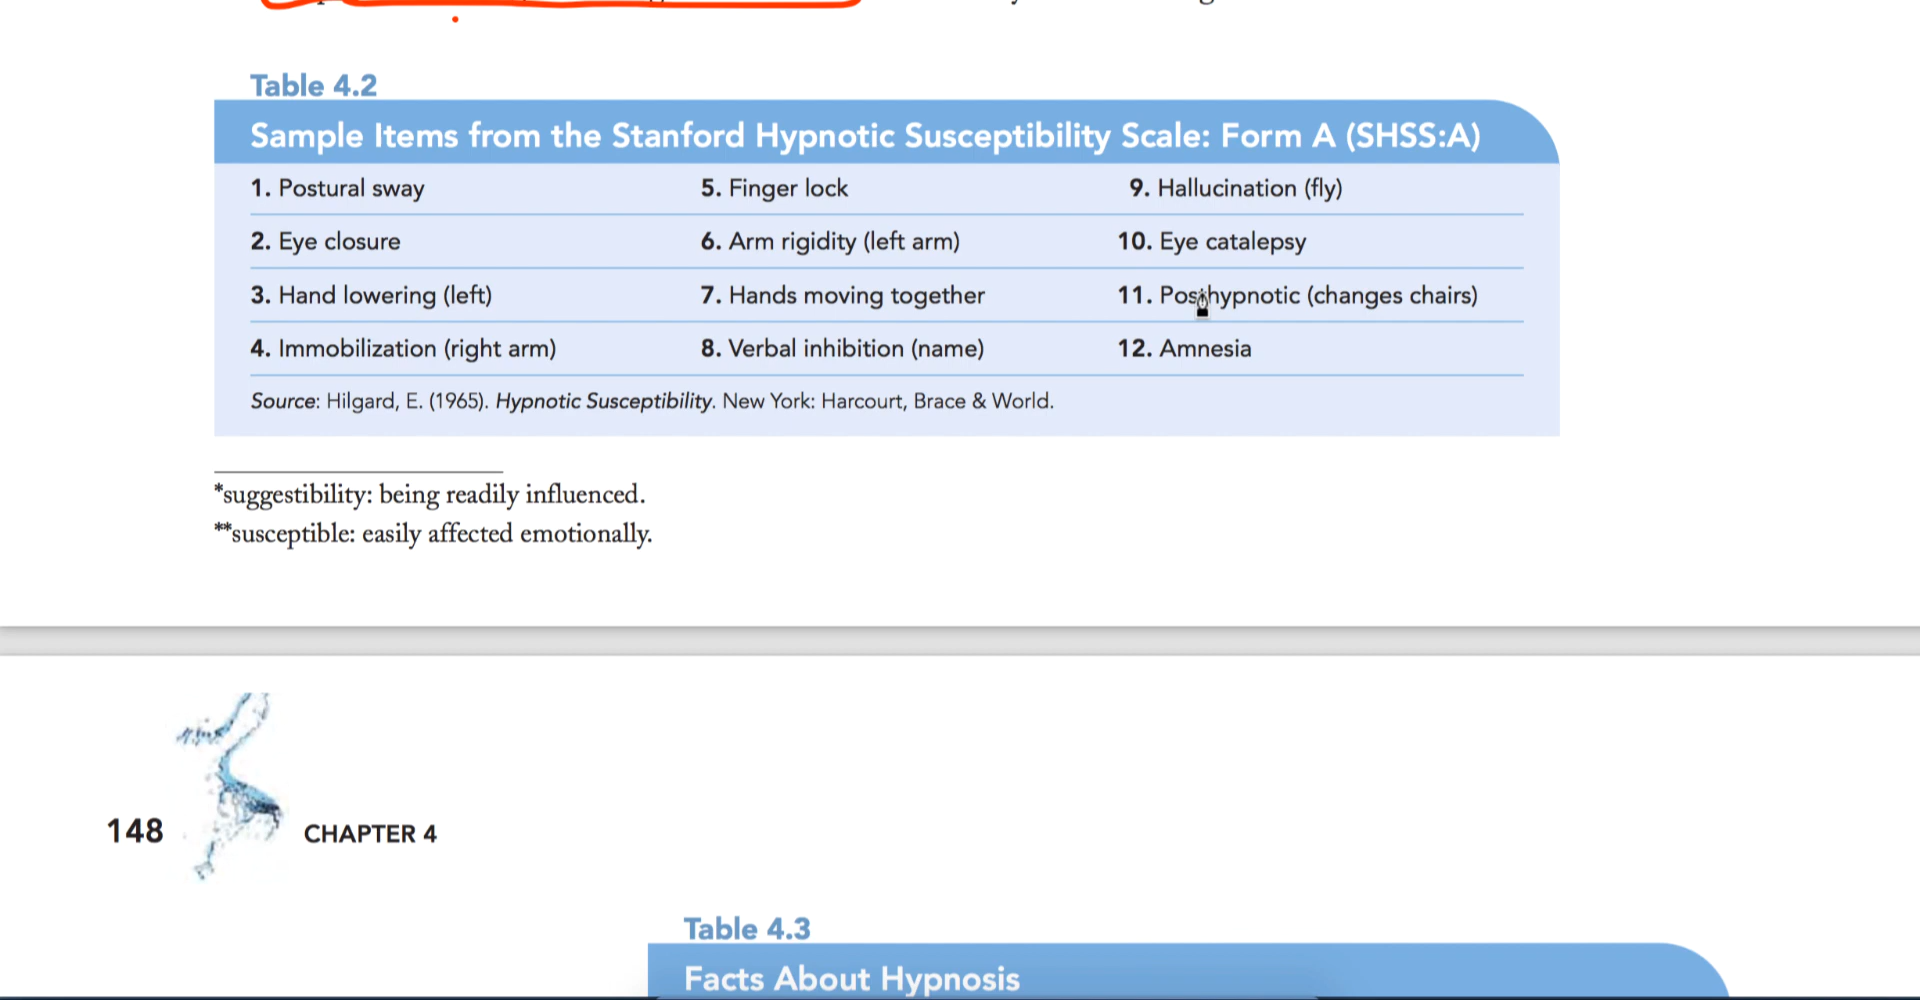 Table 4.2
Sample Items from the Stanford Hypnotic Susceptibility Scale: Form A (SHSS:A)
1. Postural sway 5. Finger lock 9. Hallucination (fly)
2. Eye closure 6. Arm rigidity (left arm) 10. Eye catalepsy
3. Hand lowering (left) 7. Hands moving together 11. Posthypnotic (changes chairs)
4. Immobilization (right arm) 8. Verbal inhibition (name) 12. Amnesia
Source: Hilgard, E. (1965). Hypnotic Susceptibility. New York: Harcourt, Brace & World.
*suggestibility: being readily influenced.
**susceptible: easily affected emotionally.
148 CHAPTER 4
Table 4.3
Facts About Hypnosis